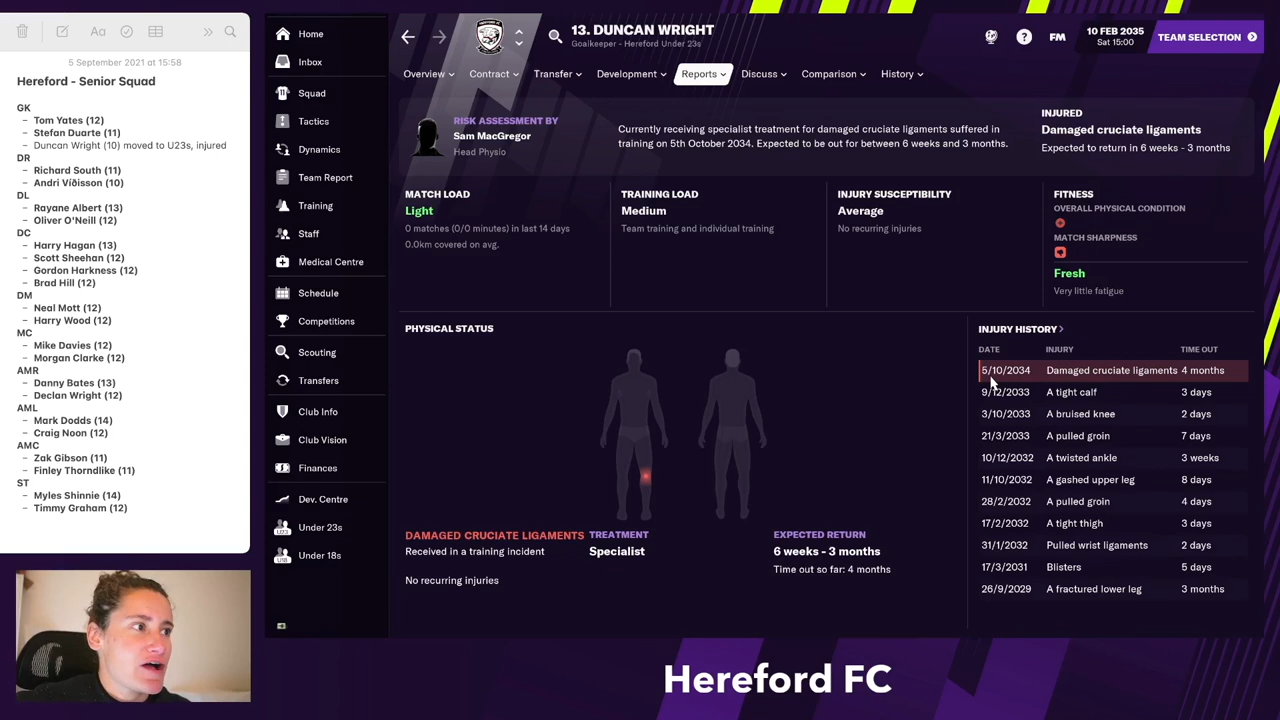 Aa
5 September 2021 at 15:58
Hereford - Senior Squad
GK
- Tom Yates (12)
- Stefan Duarte (11)
- Duncan Wright (10) moved to U23s, injured
DR
- Richard South (11)
- Andri Víðisson (10)
DL
- Rayane Albert (13)
- Oliver O'Neill (12)
DC
- Harry Hagan (13)
- Scott Sheehan (12)
- Gordon Harkness (12)
- Brad Hill (12)
DM
- Neal Mott (12)
- Harry Wood (12)
MC
- Mike Davies (12)
- Morgan Clarke (12)
AMR
- Danny Bates (13)
- Declan Wright (12)
AML
- Mark Dodds (14)
- Craig Noon (12)
AMC
- Zak Gibson (11)
- Finley Thorndlike (11)
ST
- Myles Shinnie (14)
- Timmy Graham (12)
Home
Inbox
Squad
Tactics
Dynamics
Team Report
Training
Staff
Medical Centre
Schedule
Competitions
Scouting
Transfers
Club Info
Club Vision
Finances
Dev. Centre
Under 23s
Under 18s
13. DUNCAN WRIGHT
Goalkeeper - Hereford Under 23s
FM
10 FEB 2035
Sat 15:00
TEAM SELECTION
Overview
Contract
Transfer
Development
Reports
Discuss
Comparison
History
RISK ASSESSMENT BY
Sam MacGregor
Head Physio
Currently receiving specialist treatment for damaged cruciate ligaments suffered in
training on 5th October 2034. Expected to be out for between 6 weeks and 3 months.
INJURED
Damaged cruciate ligaments
Expected to return in 6 weeks - 3 months
MATCH LOAD
Light
0 matches (0/0 minutes) in last 14 days
0.0km covered on avg.
TRAINING LOAD
Medium
Team training and individual training
INJURY SUSCEPTIBILITY
Average
No recurring injuries
FITNESS
OVERALL PHYSICAL CONDITION
MATCH SHARPNESS
Fresh
Very little fatigue
PHYSICAL STATUS
DAMAGED CRUCIATE LIGAMENTS
Received in a training incident
No recurring injuries
TREATMENT
Specialist
EXPECTED RETURN
6 weeks - 3 months
Time out so far: 4 months
INJURY HISTORY
DATE INJURY TIME OUT
5/10/2034 Damaged cruciate ligaments 4 months
9/12/2033 A tight calf 3 days
3/10/2033 A bruised knee 2 days
21/3/2033 A pulled groin 7 days
10/12/2032 A twisted ankle 3 weeks
11/10/2032 A gashed upper leg 8 days
28/2/2032 A pulled groin 4 days
17/2/2032 A tight thigh 3 days
31/1/2032 Pulled wrist ligaments 2 days
17/3/2031 Blisters 5 days
26/9/2029 A fractured lower leg 3 months
Hereford FC